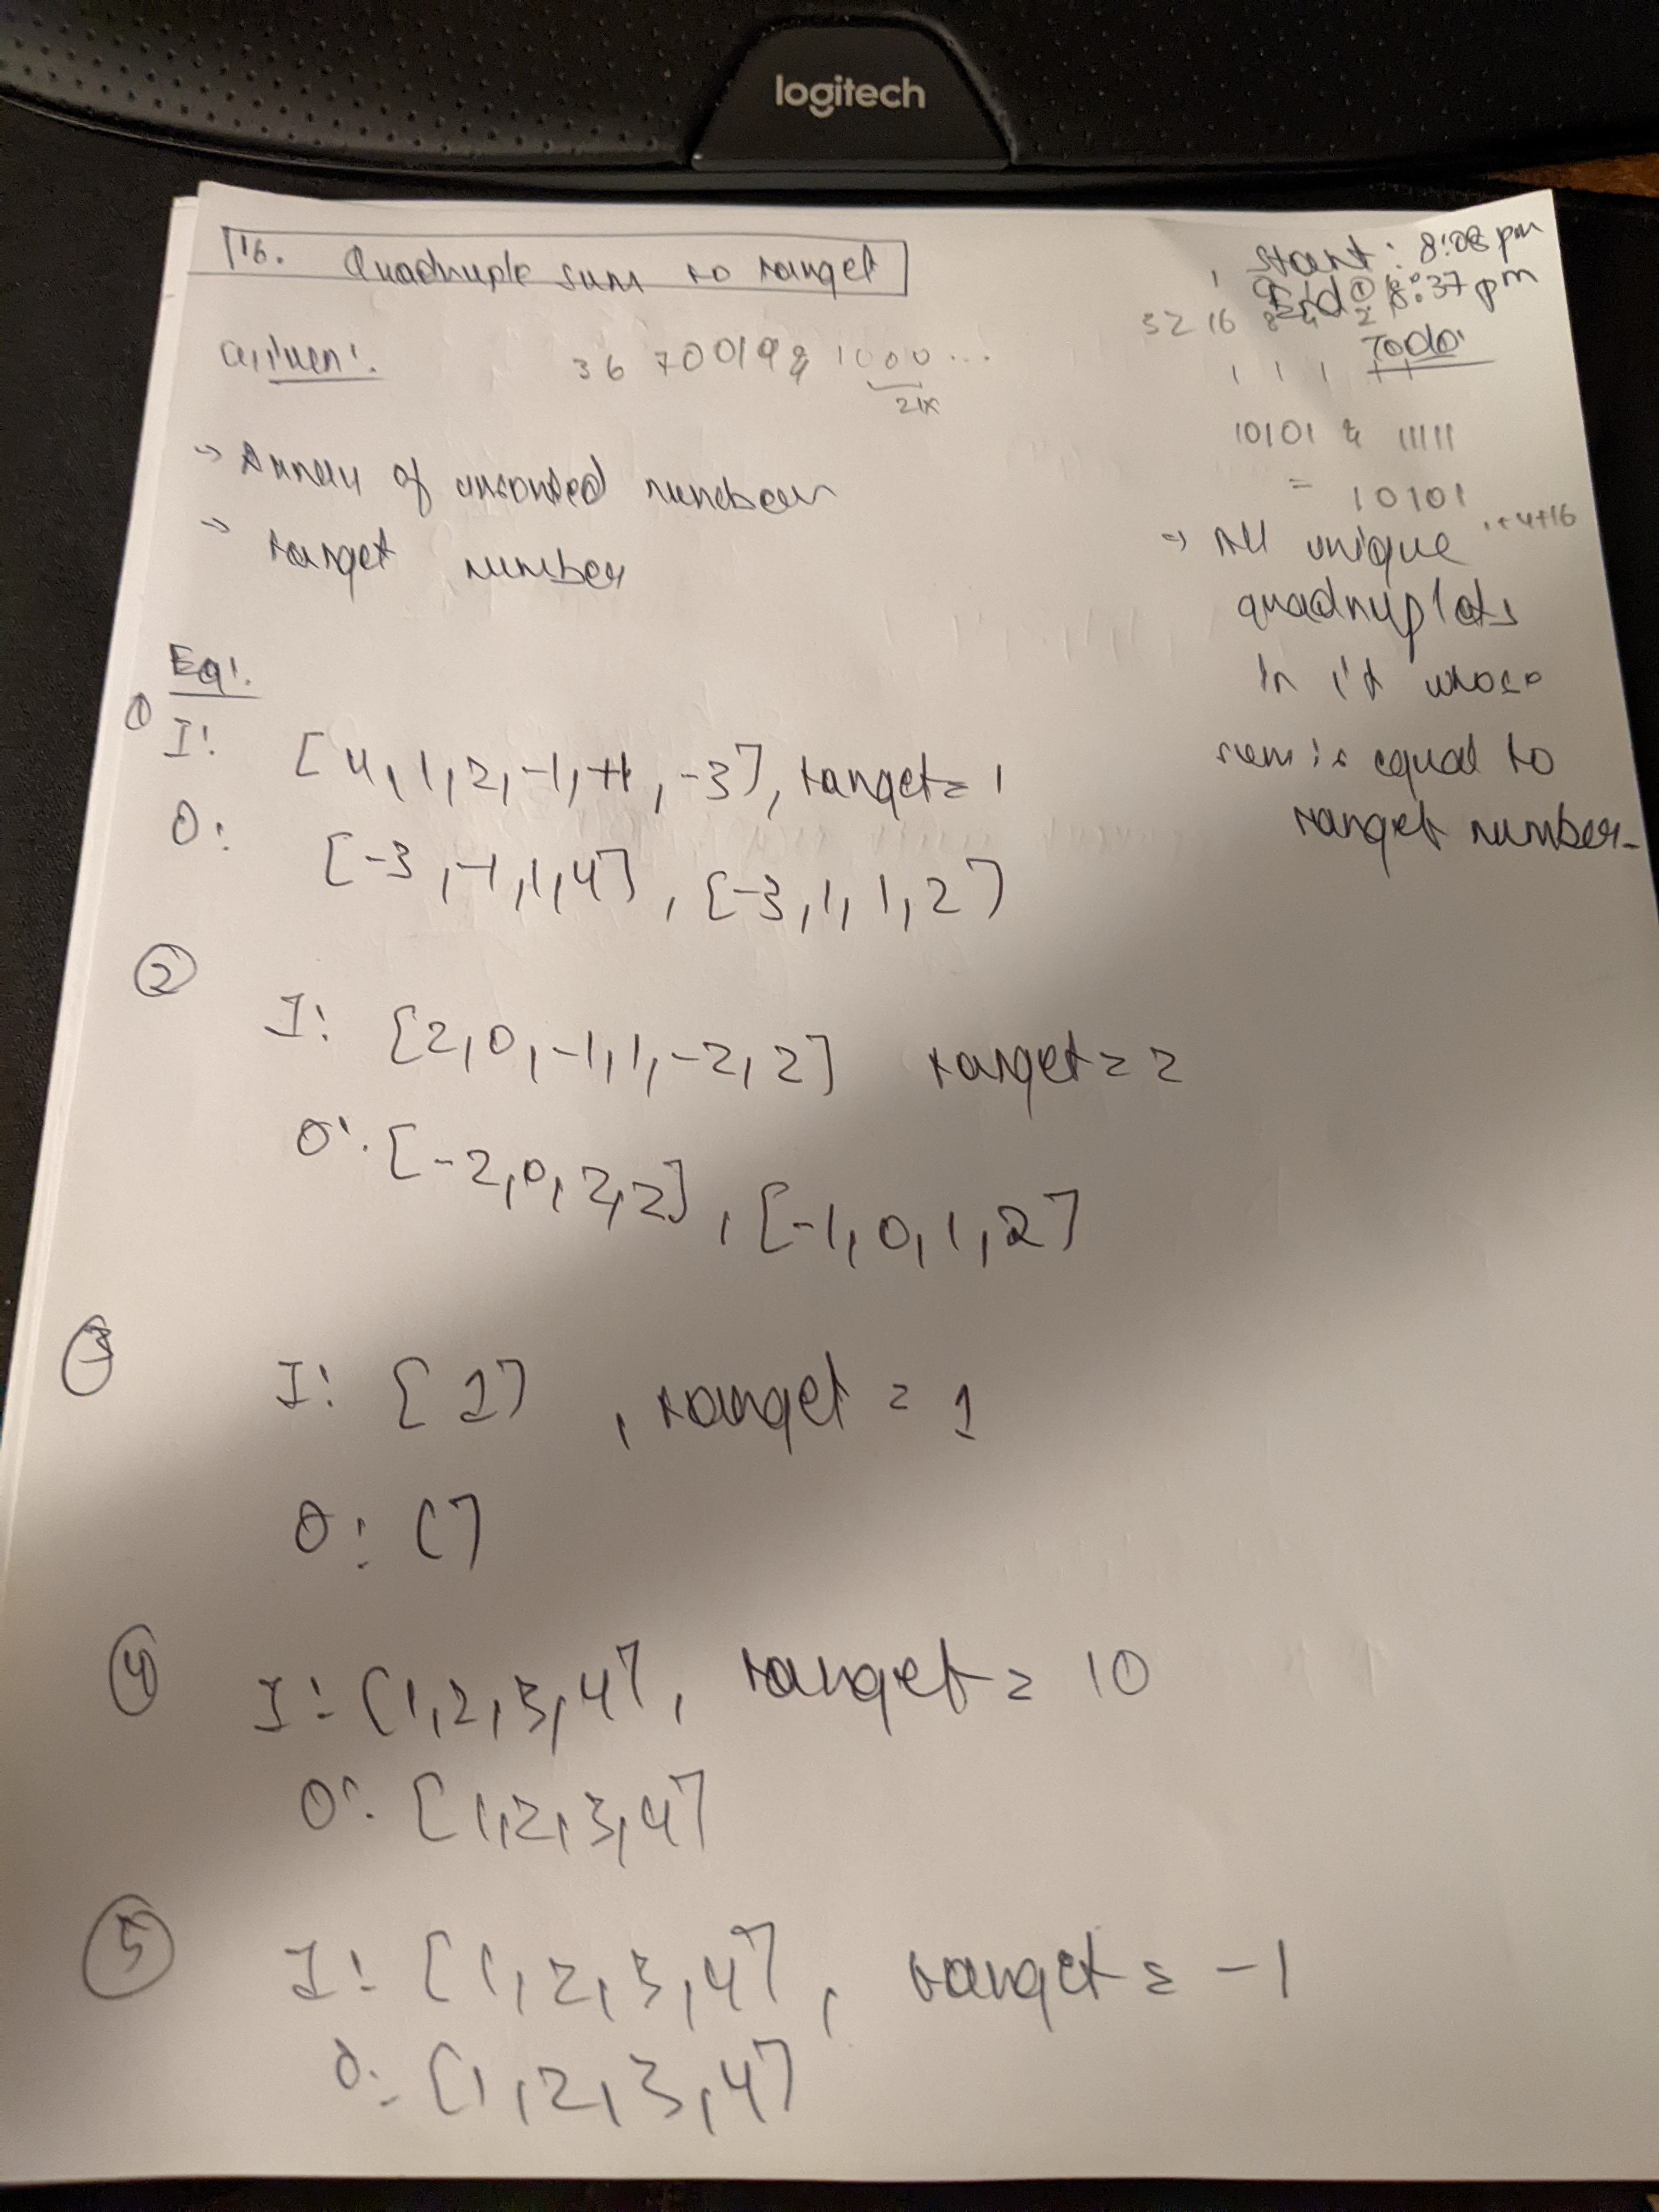 logitech
16. Quadruple sum to target
Start: 8:08 pm
End: 8:37 pm
Given:
36 70019 & 1000...
21x
32 16 8 4 2
Todo:
1 1 1 1 1
10101 & 11111
= 10101
1+4+16
→ Array of unsorted numbers
→ target number
→ All unique
quadruplets
in it whose
sum is equal to
target number.
Eg:
①
I: [4, 1, 2, -1, +1, -3], target = 1
O: [-3, -1, 1, 4], [-3, 1, 1, 2]
②
I: [2, 0, -1, 1, -2, 2] target = 2
O: [-2, 0, 2, 2], [-1, 0, 1, 2]
③
I: [1], target = 1
O: []
④
I: [1, 2, 3, 4], target = 10
O: [1, 2, 3, 4]
⑤
I: [1, 2, 3, 4], target = -1
O: [1, 2, 3, 4]